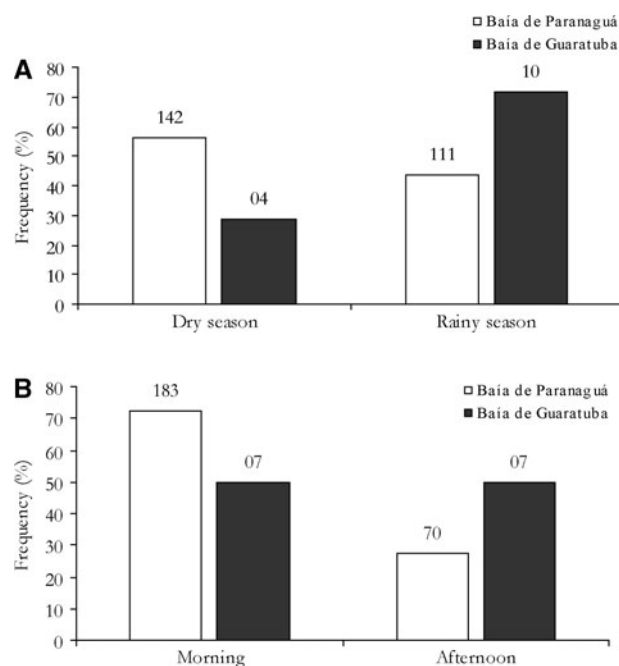 Baía de Paranaguá
Baía de Guaratuba
A
80
70
60
50
40
30
20
10
0
Frequency (%)
142
04
111
10
Dry season
Rainy season
B
80
70
60
50
40
30
20
10
0
Frequency (%)
183
07
70
07
Baía de Paranaguá
Baía de Guaratuba
Morning
Afternoon